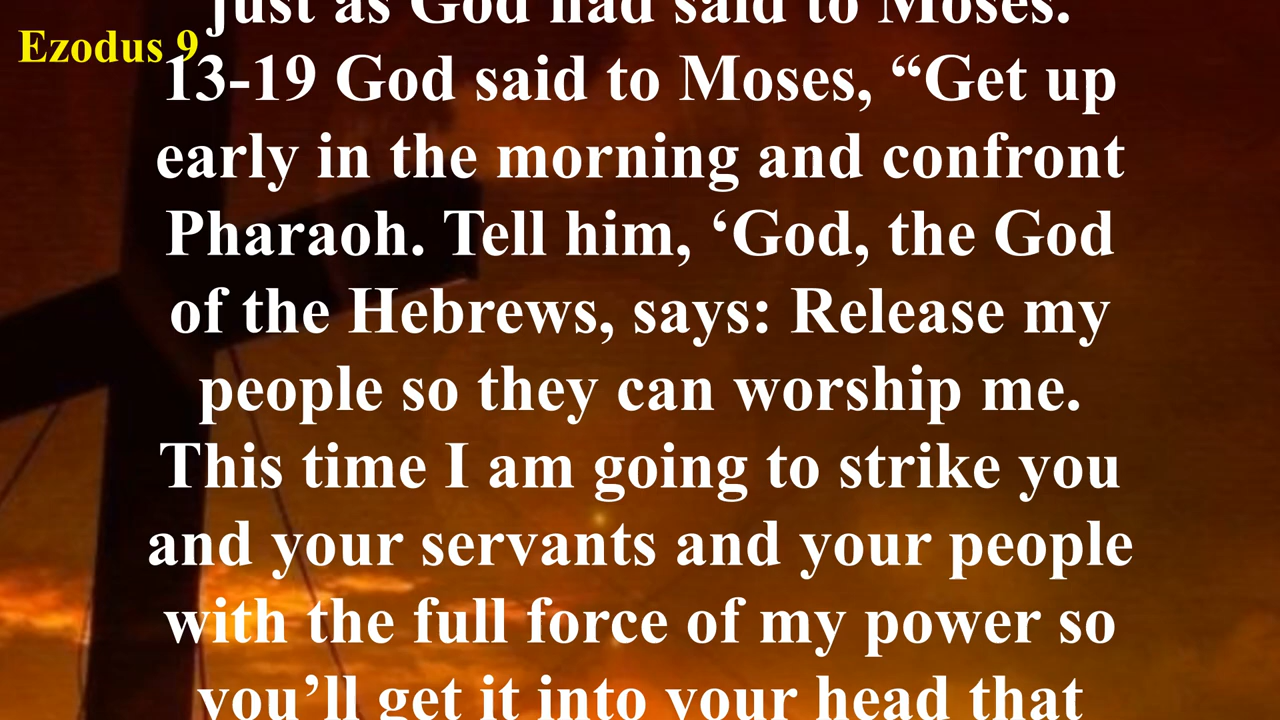 just as God had said to Moses.
Ezodus 9
13-19 God said to Moses, “Get up
early in the morning and confront
Pharaoh. Tell him, ‘God, the God
of the Hebrews, says: Release my
people so they can worship me.
This time I am going to strike you
and your servants and your people
with the full force of my power so
you’ll get it into your head that